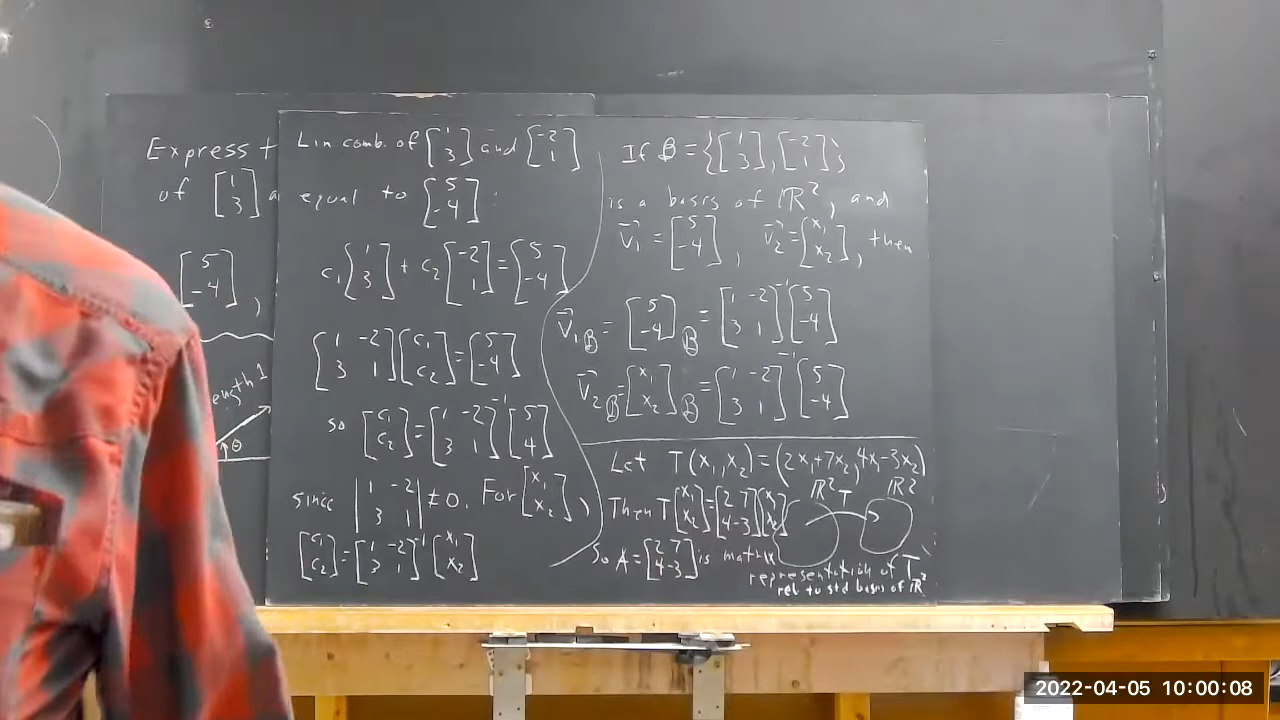 Express t
of [1 3] a
[5 -4],
ength 1
θ
Lin comb. of [1 3] and [-2 1]
equal to [5 -4]:
c₁[1 3] + c₂[-2 1] = [5 -4]
[1 -2 3 1][c₁ c₂] = [5 -4]
so [c₁ c₂] = [1 -2 3 1]⁻¹[5 4]
since |1 -2 3 1| ≠ 0. For [x₁ x₂],
[c₁ c₂] = [1 -2 3 1]⁻¹[x₁ x₂]
If B = {[1 3], [-2 1]}
is a basis of ℝ², and
v⃗₁ = [5 -4], v⃗₂ = [x₁ x₂], then
v⃗₁B = [5 -4]B = [1 -2 3 1]⁻¹[5 -4]
v⃗₂B = [x₁ x₂]B = [1 -2 3 1]⁻¹[5 -4]
Let T(x₁, x₂) = (2x₁+7x₂, 4x₁-3x₂)
Then T[x₁ x₂] = [2 7 4 -3][x₁ x₂]
ℝ² T ℝ²
So A = [2 7 4 -3] is matrix
representation of T
rel to std basis of ℝ²
2022-04-05 10:00:08